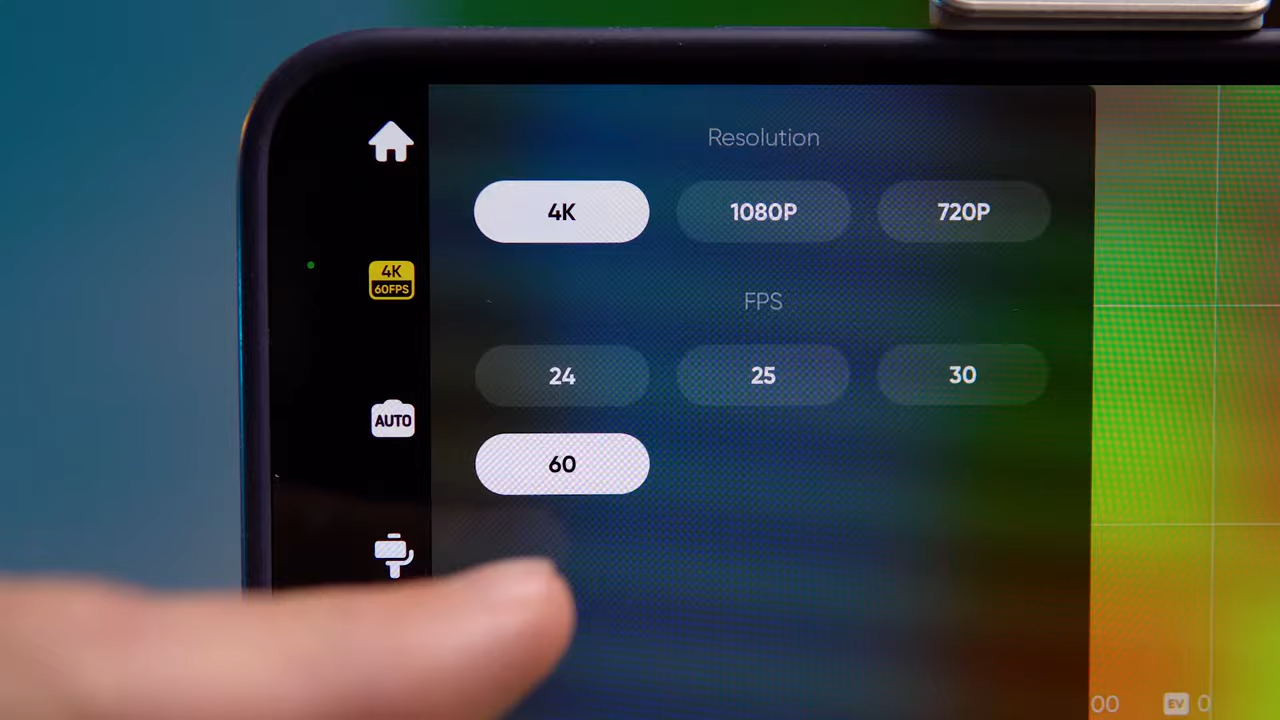 Resolution
4K 1080P 720P
4K
60FPS
FPS
24 25 30
AUTO
60
00 EV 0